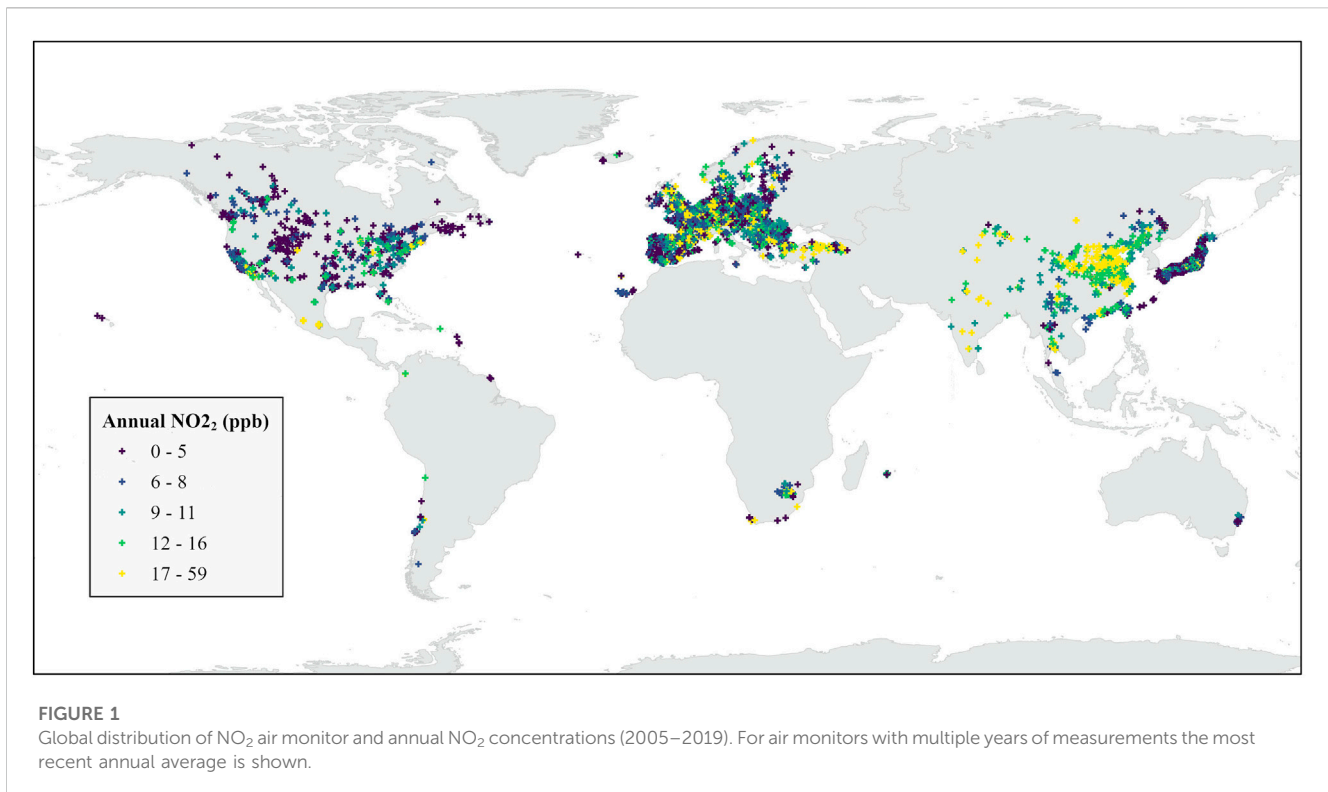 Annual NO2₂ (ppb)
0 - 5
6 - 8
9 - 11
12 - 16
17 - 59
FIGURE 1
Global distribution of NO₂ air monitor and annual NO₂ concentrations (2005–2019). For air monitors with multiple years of measurements the most
recent annual average is shown.